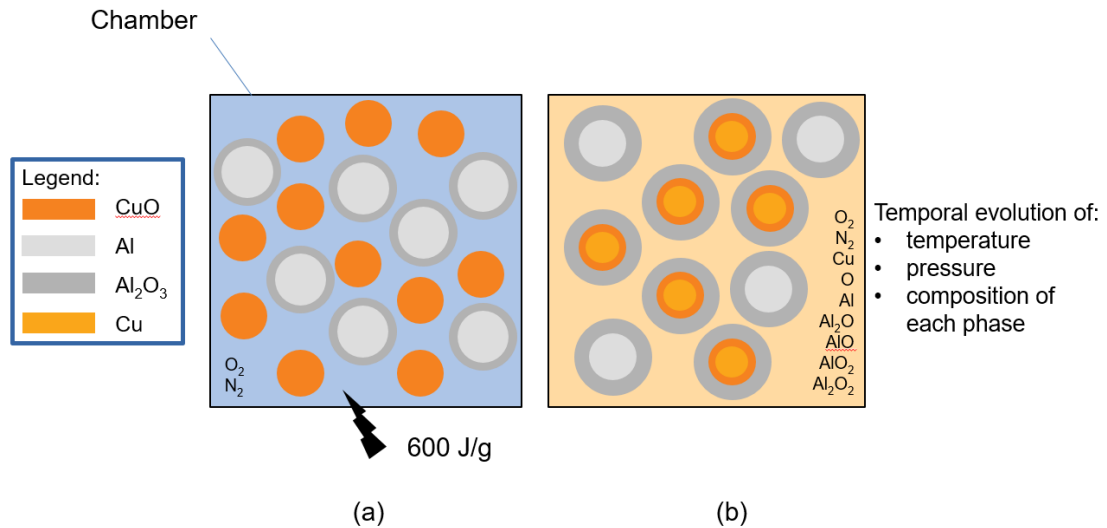 Chamber
Legend:
CuO
Al
Al₂O₃
Cu
O₂
N₂
600 J/g
(a)
O₂
N₂
Cu
O
Al
Al₂O
AlO
AlO₂
Al₂O₂
(b)
Temporal evolution of:
• temperature
• pressure
• composition of
each phase